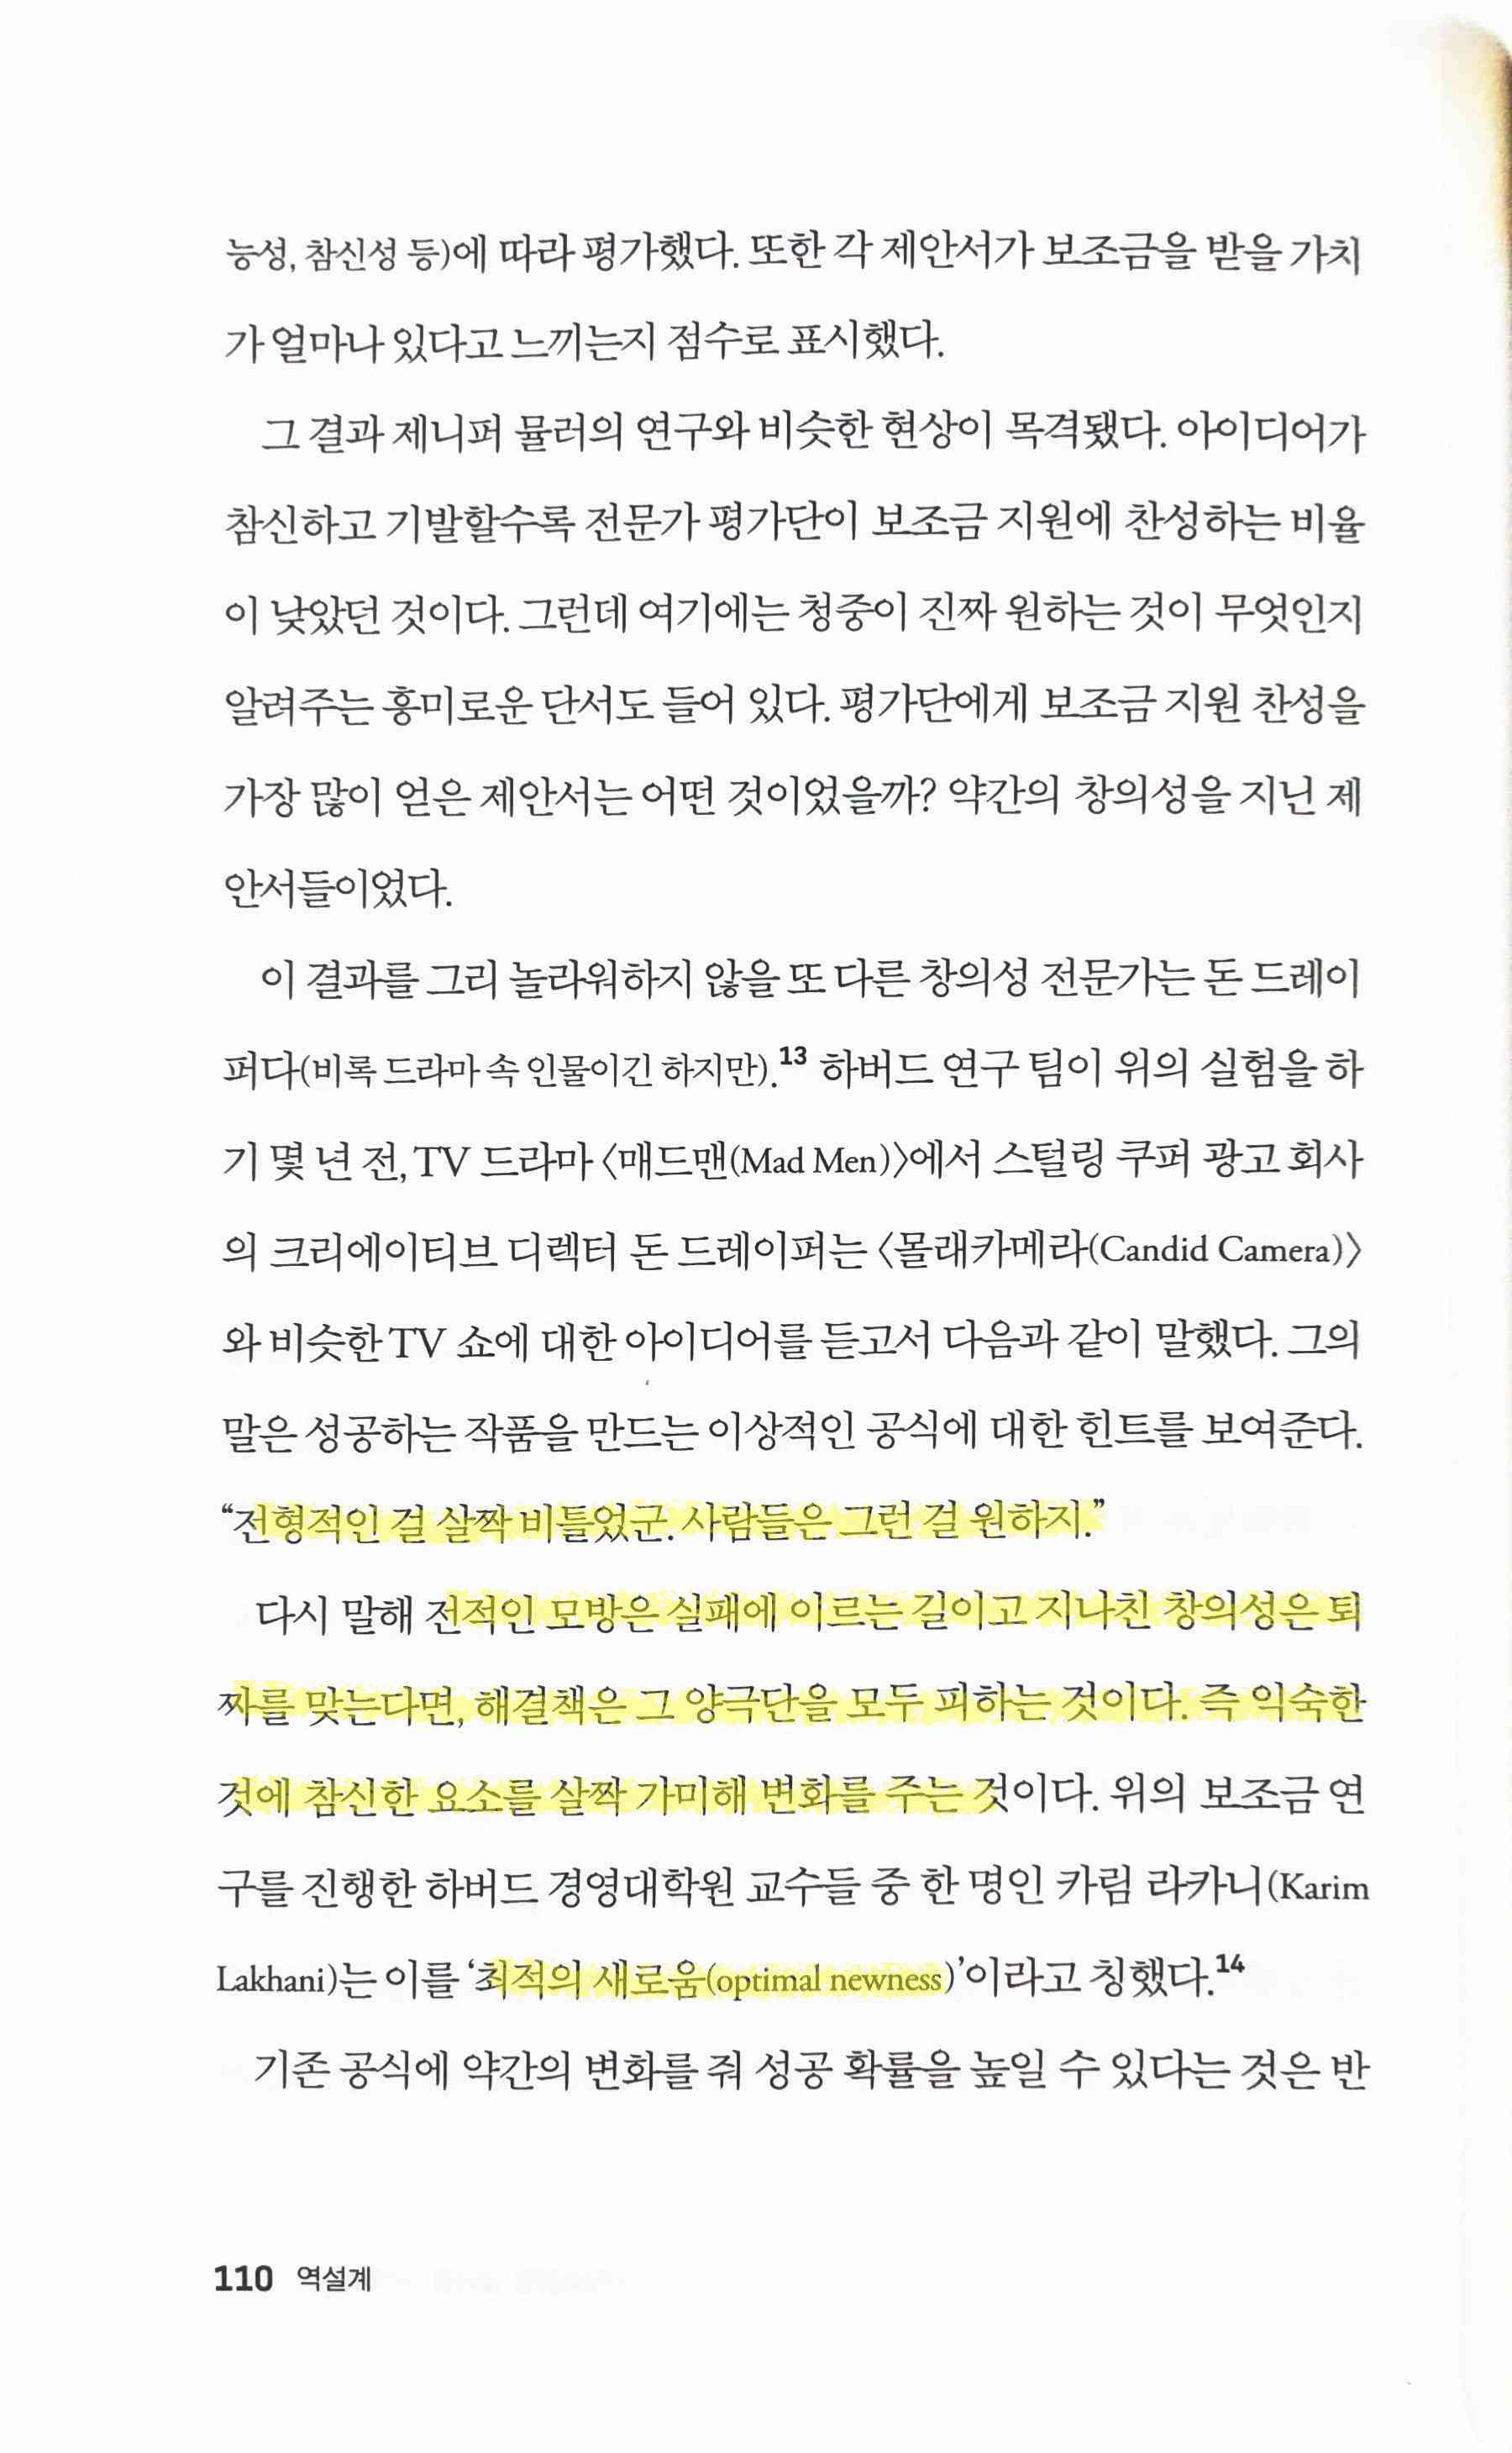 능성, 참신성 등)에 따라 평가했다. 또한 각 제안서가 보조금을 받을 가치
가 얼마나 있다고 느끼는지 점수로 표시했다.
그 결과 제니퍼 뮬러의 연구와 비슷한 현상이 목격됐다. 아이디어가
참신하고 기발할수록 전문가 평가단이 보조금 지원에 찬성하는 비율
이 낮았던 것이다. 그런데 여기에는 청중이 진짜 원하는 것이 무엇인지
알려주는 흥미로운 단서도 들어 있다. 평가단에게 보조금 지원 찬성을
가장 많이 얻은 제안서는 어떤 것이었을까? 약간의 창의성을 지닌 제
안서들이었다.
이 결과를 그리 놀라워하지 않을 또 다른 창의성 전문가는 돈 드레이
퍼다(비록 드라마 속 인물이긴 하지만).13 하버드 연구 팀이 위의 실험을 하
기 몇 년 전, TV 드라마 〈매드맨(Mad Men)〉에서 스털링 쿠퍼 광고 회사
의 크리에이티브 디렉터 돈 드레이퍼는 〈몰래카메라(Candid Camera)〉
와 비슷한 TV 쇼에 대한 아이디어를 듣고서 다음과 같이 말했다. 그의
말은 성공하는 작품을 만드는 이상적인 공식에 대한 힌트를 보여준다.
“전형적인 걸 살짝 비틀었군. 사람들은 그런 걸 원하지.”
다시 말해 전적인 모방은 실패에 이르는 길이고 지나친 창의성은 퇴
짜를 맞는다면, 해결책은 그 양극단을 모두 피하는 것이다. 즉 익숙한
것에 참신한 요소를 살짝 가미해 변화를 주는 것이다. 위의 보조금 연
구를 진행한 하버드 경영대학원 교수들 중 한 명인 카림 라카니(Karim
Lakhani)는 이를 ‘최적의 새로움(optimal newness)’이라고 칭했다.14
기존 공식에 약간의 변화를 줘 성공 확률을 높일 수 있다는 것은 반
110 역설계